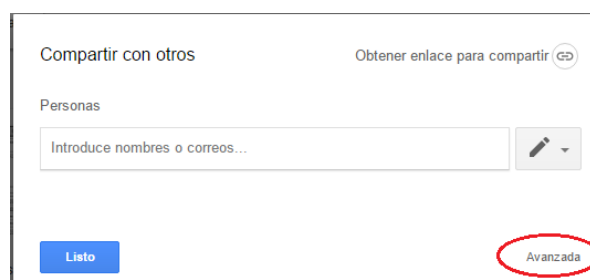 Compartir con otros
Obtener enlace para compartir
Personas
Introduce nombres o correos...
Listo
Avanzada